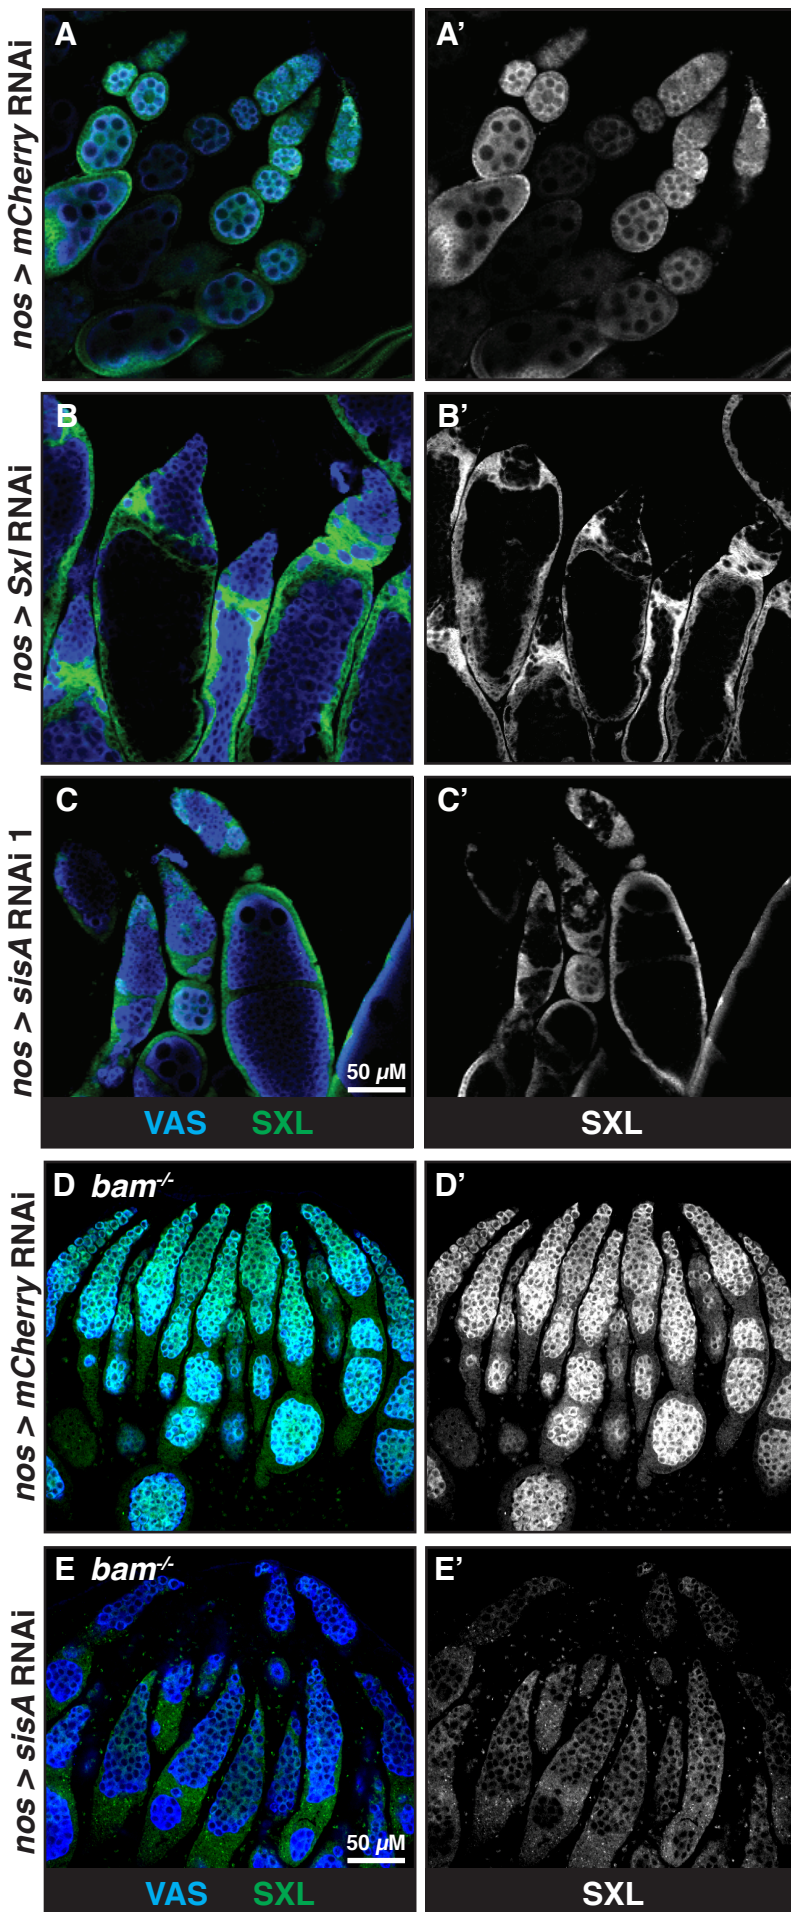 nos > mCherry RNAi
A
A’
nos > Sxl RNAi
B
B’
nos > sisA RNAi 1
C
C’
50 µM
VAS SXL
SXL
nos > mCherry RNAi
D bam-/-
D’
nos > sisA RNAi
E bam-/-
E’
50 µM
VAS SXL
SXL